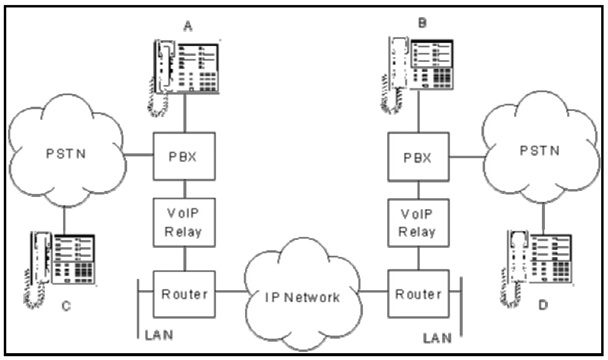 A
B
PSTN
PBX
PBX
PSTN
VoIP
Relay
VoIP
Relay
C
Router
IP Network
Router
D
LAN
LAN